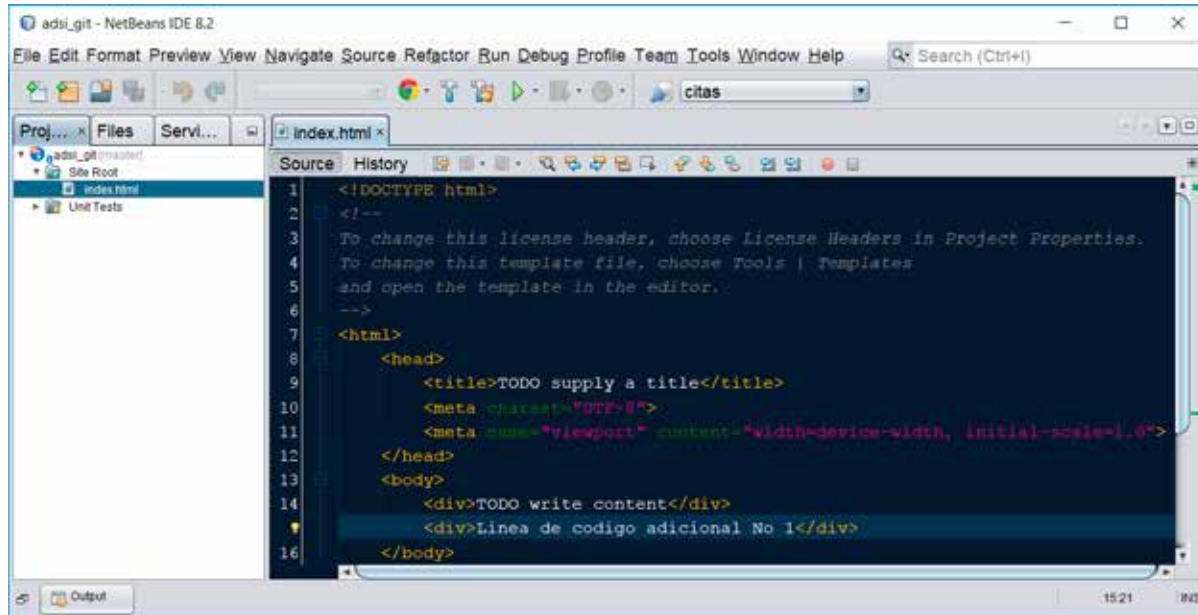 adsi_git - NetBeans IDE 8.2
File Edit Format Preview View Navigate Source Refactor Run Debug Profile Team Tools Window Help
Search (Ctrl+I)
citas
Proj... Files Servi...
index.html
adsi_git [master]
Site Root
index.html
Unit Tests
Source History
1 <!DOCTYPE html>
2 <!--
3 To change this license header, choose License Headers in Project Properties.
4 To change this template file, choose Tools | Templates
5 and open the template in the editor.
6 -->
7 <html>
8 <head>
9 <title>TODO supply a title</title>
10 <meta charset="UTF-8">
11 <meta name="viewport" content="width=device-width, initial-scale=1.0">
12 </head>
13 <body>
14 <div>TODO write content</div>
<div>Linea de codigo adicional No 1</div>
16 </body>
Output
15:21 INS